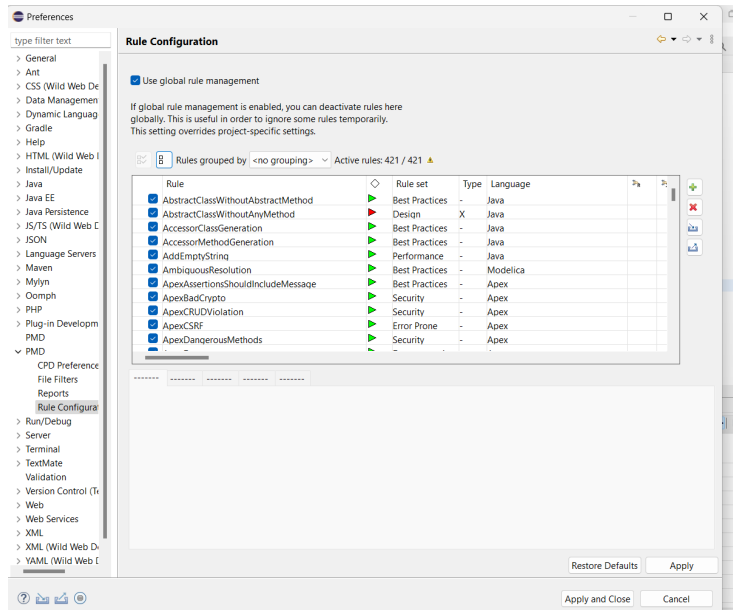 Preferences
type filter text
Rule Configuration
General
Ant
CSS (Wild Web De
Data Managemen
Dynamic Languag
Gradle
Help
HTML (Wild Web I
Install/Update
Java
Java EE
Java Persistence
JS/TS (Wild Web D
JSON
Language Servers
Maven
Mylyn
Oomph
PHP
Plug-in Developm
PMD
PMD
CPD Preference
File Filters
Reports
Rule Configurat
Run/Debug
Server
Terminal
TextMate
Validation
Version Control (Te
Web
Web Services
XML
XML (Wild Web De
YAML (Wild Web D
Use global rule management
If global rule management is enabled, you can deactivate rules here
globally. This is useful in order to ignore some rules temporarily.
This setting overrides project-specific settings.
Rules grouped by <no grouping> Active rules: 421 / 421
Rule Rule set Type Language
AbstractClassWithoutAbstractMethod Best Practices - Java
AbstractClassWithoutAnyMethod Design X Java
AccessorClassGeneration Best Practices - Java
AccessorMethodGeneration Best Practices - Java
AddEmptyString Performance - Java
AmbiguousResolution Best Practices - Modelica
ApexAssertionsShouldIncludeMessage Best Practices - Apex
ApexBadCrypto Security - Apex
ApexCRUDViolation Security - Apex
ApexCSRF Error Prone - Apex
ApexDangerousMethods Security - Apex
------- ------- ------- ------- -------
Restore Defaults Apply
Apply and Close Cancel